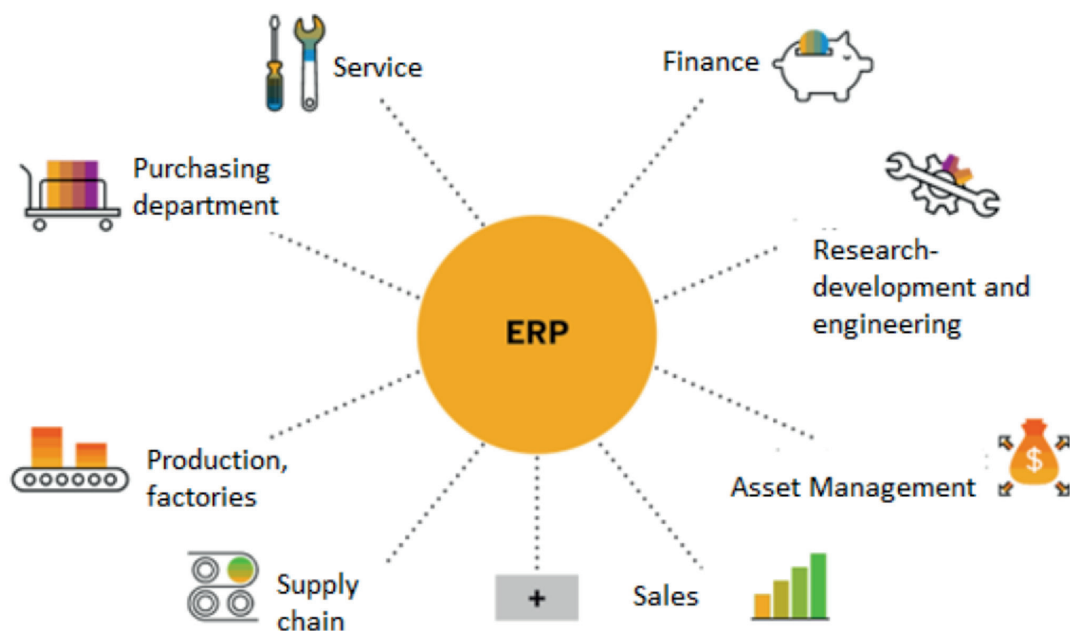 Service
Finance
Purchasing
department
Research-
development and
engineering
ERP
Production,
factories
Asset Management
$
Supply
chain
+
Sales